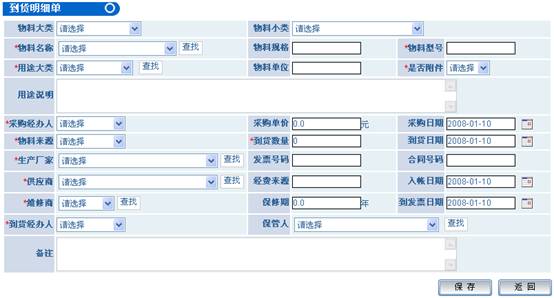 到货明细单
物料大类 请选择 物料小类 请选择
*物料名称 请选择 查找 物料规格 *物料型号
*用途大类 请选择 查找 物料单位 *是否附件 请选择
用途说明
*采购经办人 请选择 采购单价 0.0 元 采购日期 2008-01-10
*物料来源 请选择 *到货数量 0 到货日期 2008-01-10
*生产厂家 请选择 查找 发票号码 合同号码
*供应商 请选择 查找 经费来源 入帐日期 2008-01-10
*维修商 请选择 查找 保修期 0.0 年 到发票日期 2008-01-10
*到货经办人 请选择 保管人 请选择 查找
备注
保 存 返 回